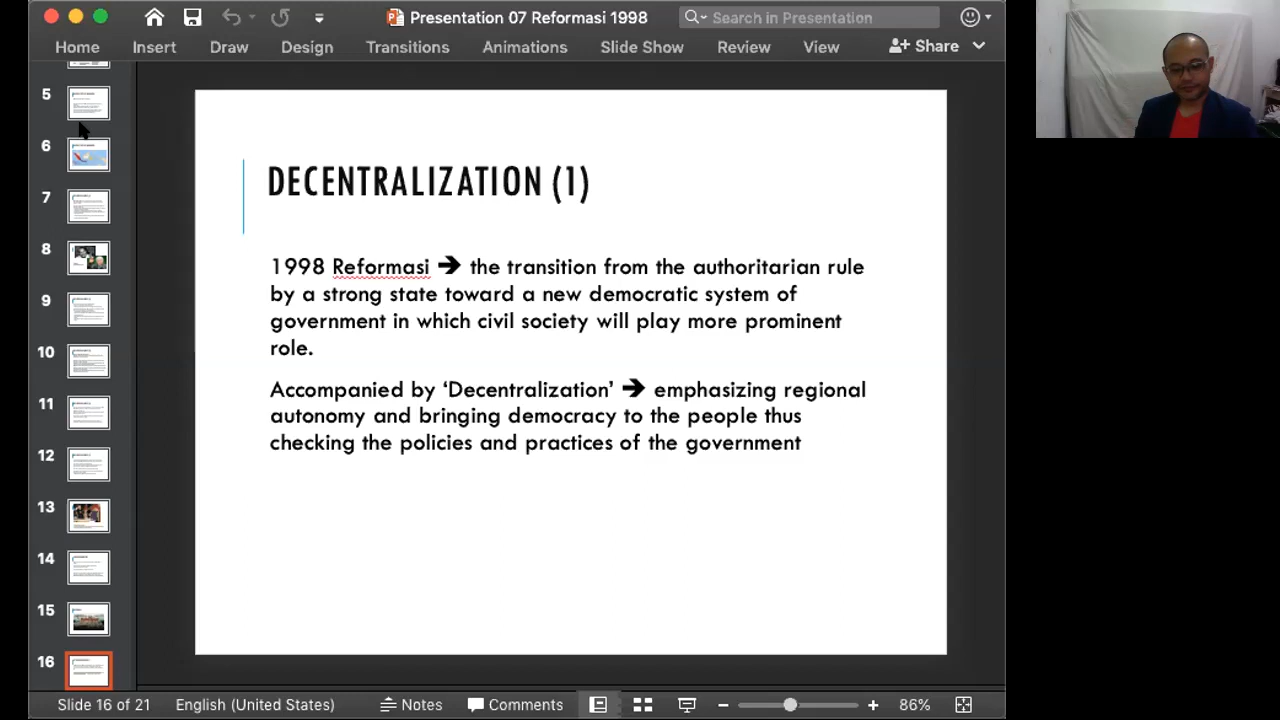 Presentation 07 Reformasi 1998
Search in Presentation
Home Insert Draw Design Transitions Animations Slide Show Review View Share
5
6
7
8
9
10
11
12
13
14
15
16
DECENTRALIZATION (1)
1998 Reformasi ➔ the transition from the authoritarian rule
by a strong state toward a new democratic system of
government in which civil society will play more prominent
role.
Accompanied by ‘Decentralization’ ➔ emphasizing regional
autonomy and bringing democracy to the people thus
checking the policies and practices of the government
Slide 16 of 21 English (United States) Notes Comments 86%